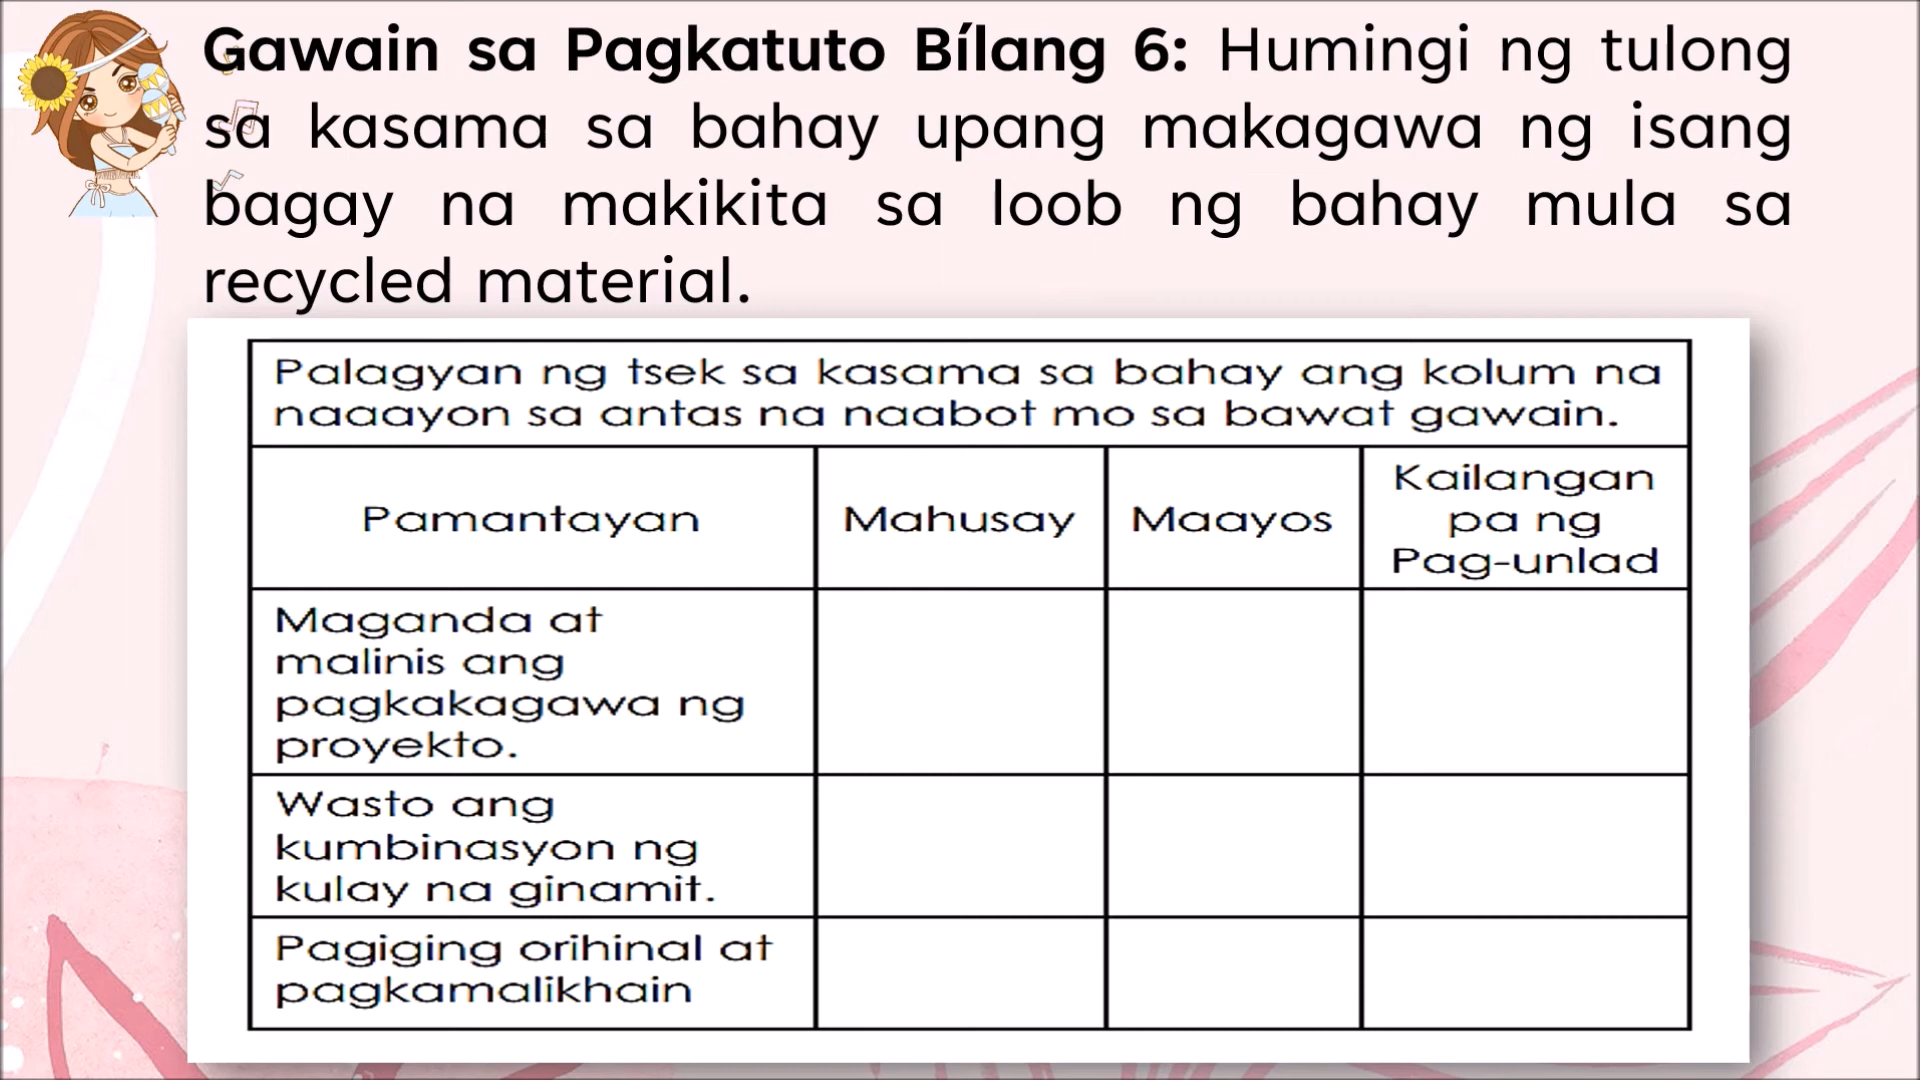 Gawain sa Pagkatuto Bílang 6: Humingi ng tulong
sa kasama sa bahay upang makagawa ng isang
bagay na makikita sa loob ng bahay mula sa
recycled material.
Palagyan ng tsek sa kasama sa bahay ang kolum na
naaayon sa antas na naabot mo sa bawat gawain.
Pamantayan
Mahusay
Maayos
Kailangan
pa ng
Pag-unlad
Maganda at
malinis ang
pagkakagawa ng
proyekto.
Wasto ang
kumbinasyon ng
kulay na ginamit.
Pagiging orihinal at
pagkamalikhain